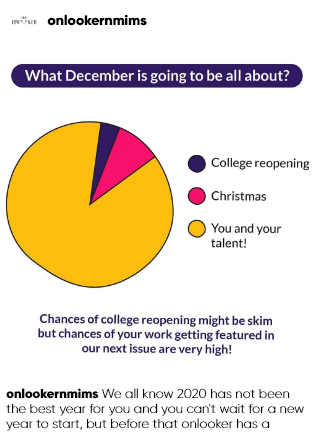 THE
ONLOOKER
onlookernmims
What December is going to be all about?
College reopening
Christmas
You and your
talent!
Chances of college reopening might be skim
but chances of your work getting featured in
our next issue are very high!
onlookernmims We all know 2020 has not been
the best year for you and you can't wait for a new
year to start, but before that onlooker has a